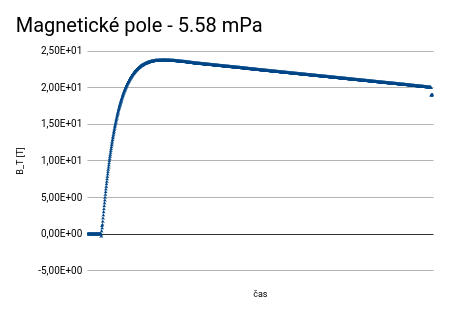 Magnetické pole - 5.58 mPa
2,50E+01
2,00E+01
1,50E+01
1,00E+01
5,00E+00
0,00E+00
-5,00E+00
B_T [T]
čas